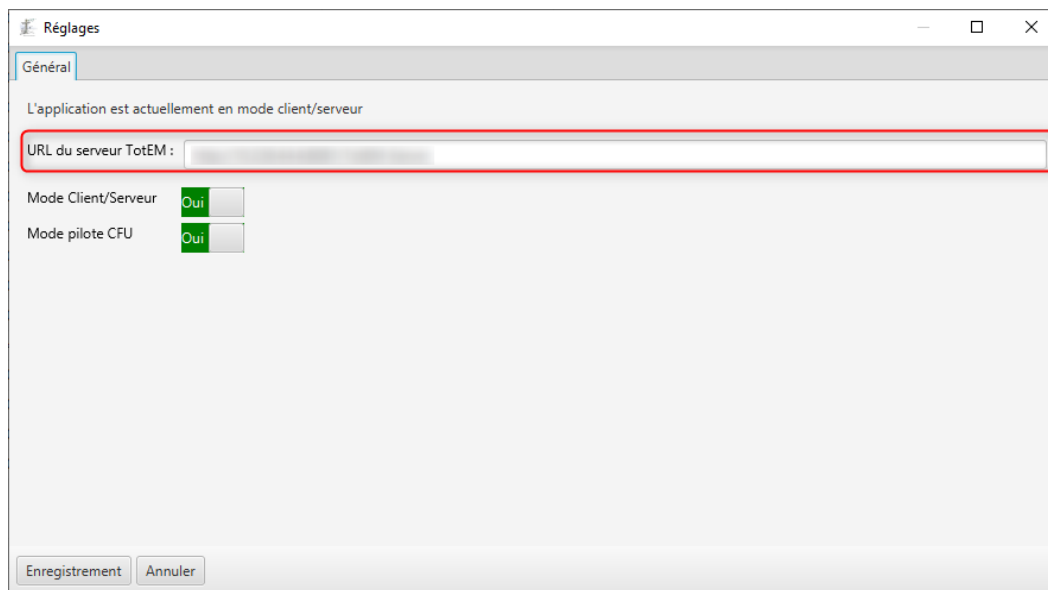 Réglages
Général
L'application est actuellement en mode client/serveur
URL du serveur TotEM :
Mode Client/Serveur Oui
Mode pilote CFU Oui
Enregistrement Annuler